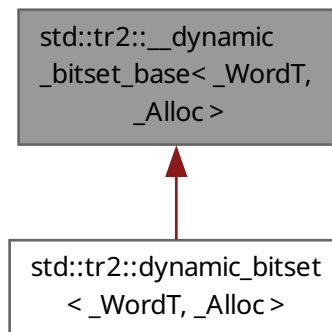 std::tr2::__dynamic
_bitset_base< _WordT,
_Alloc >
std::tr2::dynamic_bitset
< _WordT, _Alloc >